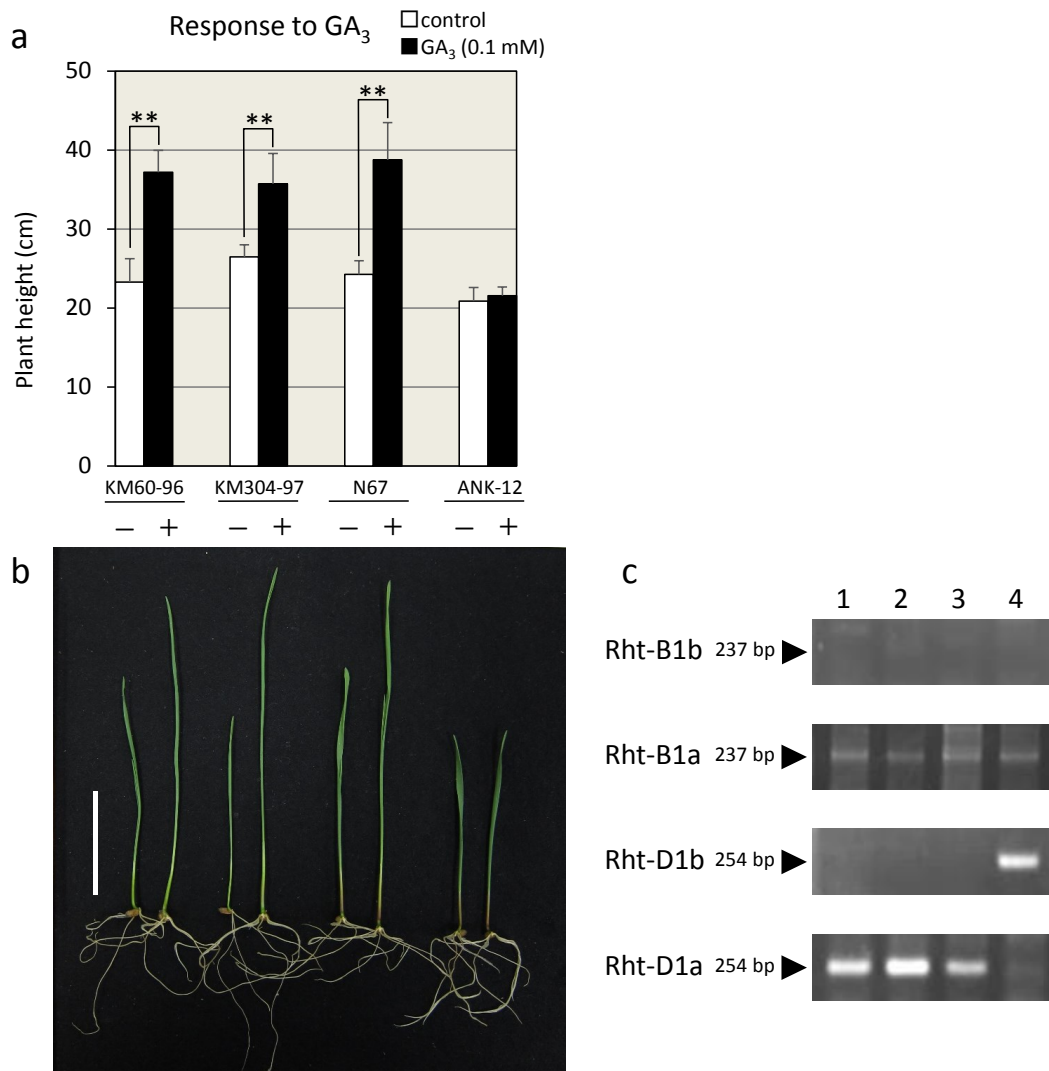 a
Response to GA3
control
GA3 (0.1 mM)
Plant height (cm)
50
40
30
20
10
0
**
**
**
KM60-96 KM304-97 N67 ANK-12
– + – + – + – +
b
c
1 2 3 4
Rht-B1b 237 bp
Rht-B1a 237 bp
Rht-D1b 254 bp
Rht-D1a 254 bp